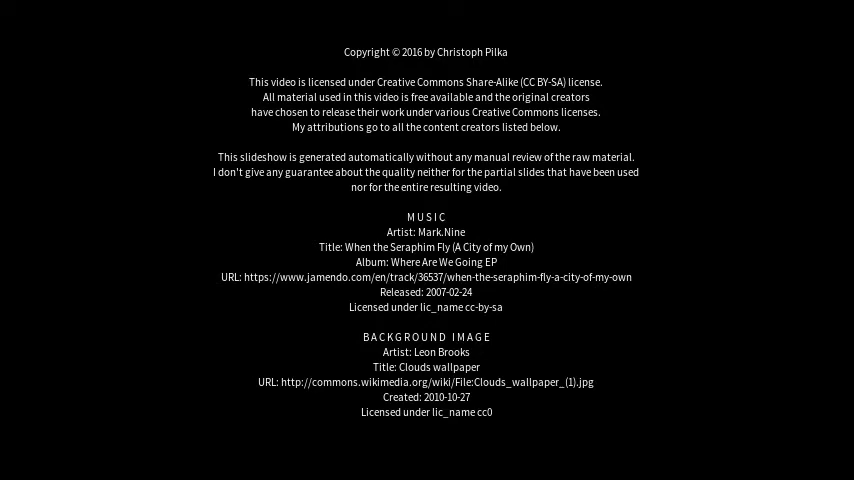 Copyright © 2016 by Christoph Pilka
This video is licensed under Creative Commons Share-Alike (CC BY-SA) license.
All material used in this video is free available and the original creators
have chosen to release their work under various Creative Commons licenses.
My attributions go to all the content creators listed below.
This slideshow is generated automatically without any manual review of the raw material.
I don't give any guarantee about the quality neither for the partial slides that have been used
nor for the entire resulting video.
MUSIC
Artist: Mark.Nine
Title: When the Seraphim Fly (A City of my Own)
Album: Where Are We Going EP
URL: https://www.jamendo.com/en/track/36537/when-the-seraphim-fly-a-city-of-my-own
Released: 2007-02-24
Licensed under lic_name cc-by-sa
BACKGROUND IMAGE
Artist: Leon Brooks
Title: Clouds wallpaper
URL: http://commons.wikimedia.org/wiki/File:Clouds_wallpaper_(1).jpg
Created: 2010-10-27
Licensed under lic_name cc0